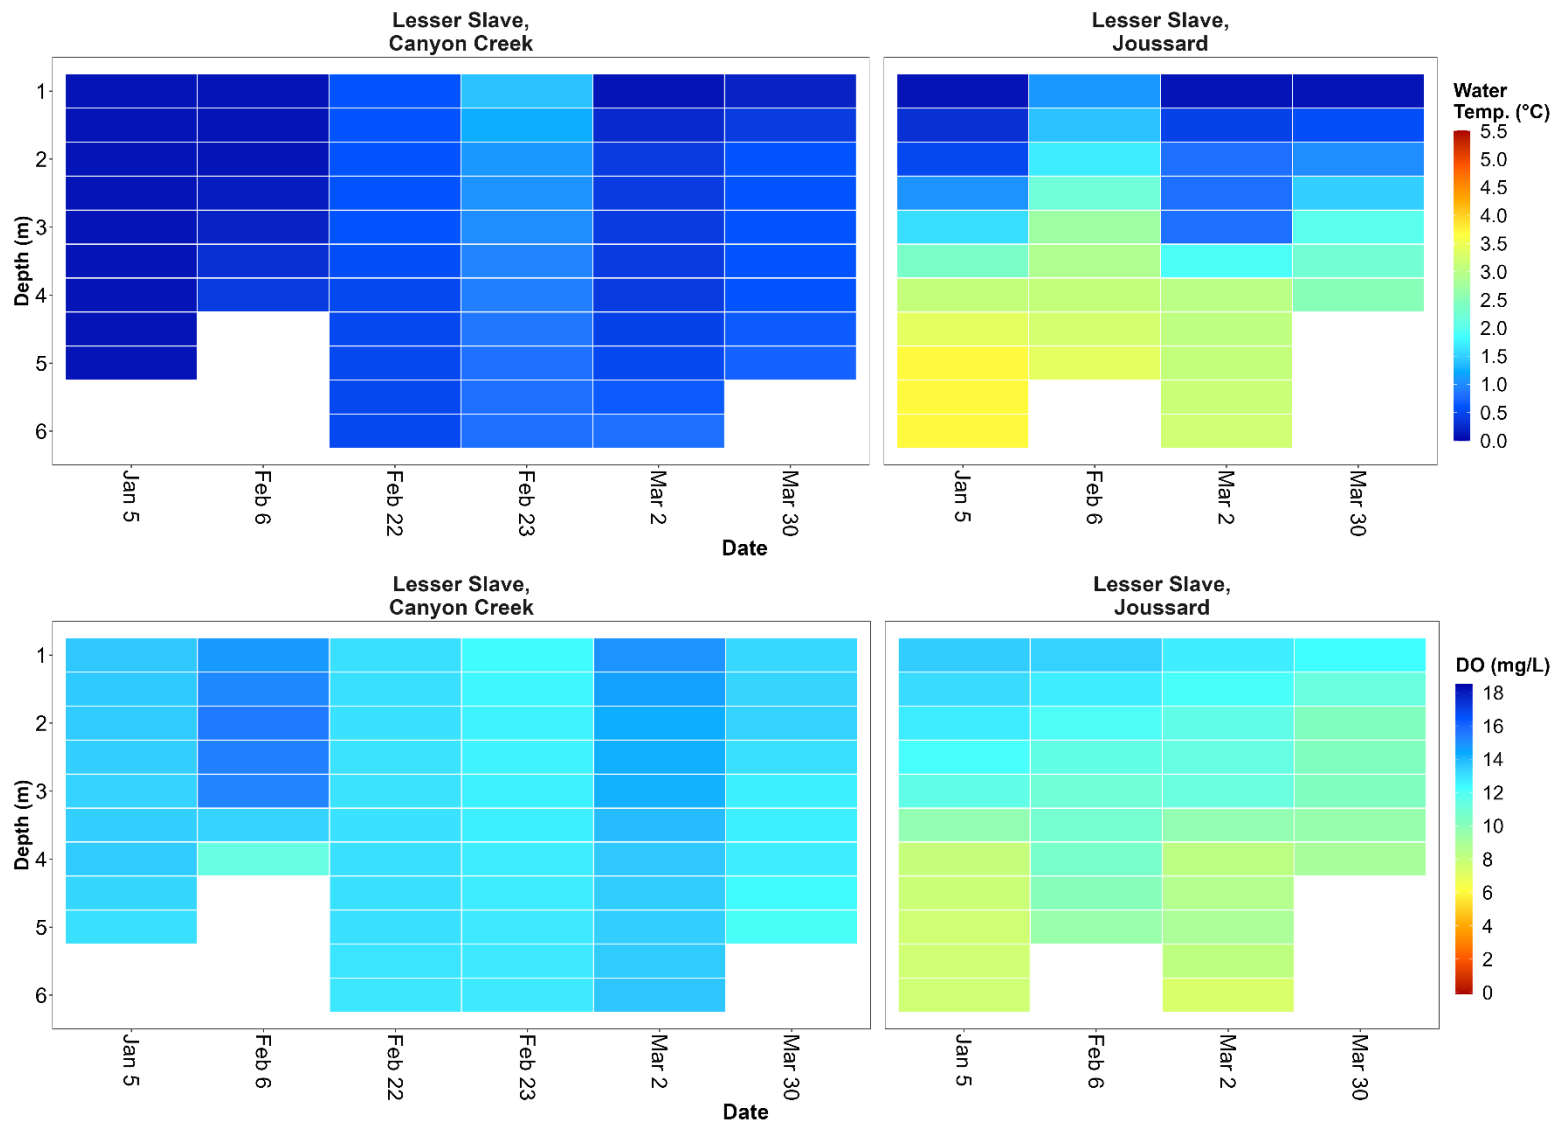 Lesser Slave,
Canyon Creek
Lesser Slave,
Joussard
Water
Temp. (°C)
5.5
5.0
4.5
4.0
3.5
3.0
2.5
2.0
1.5
1.0
0.5
0.0
Depth (m)
1
2
3
4
5
6
Jan 5
Feb 6
Feb 22
Feb 23
Mar 2
Mar 30
Jan 5
Feb 6
Mar 2
Mar 30
Date
Lesser Slave,
Canyon Creek
Lesser Slave,
Joussard
DO (mg/L)
18
16
14
12
10
8
6
4
2
0
Depth (m)
1
2
3
4
5
6
Jan 5
Feb 6
Feb 22
Feb 23
Mar 2
Mar 30
Jan 5
Feb 6
Mar 2
Mar 30
Date